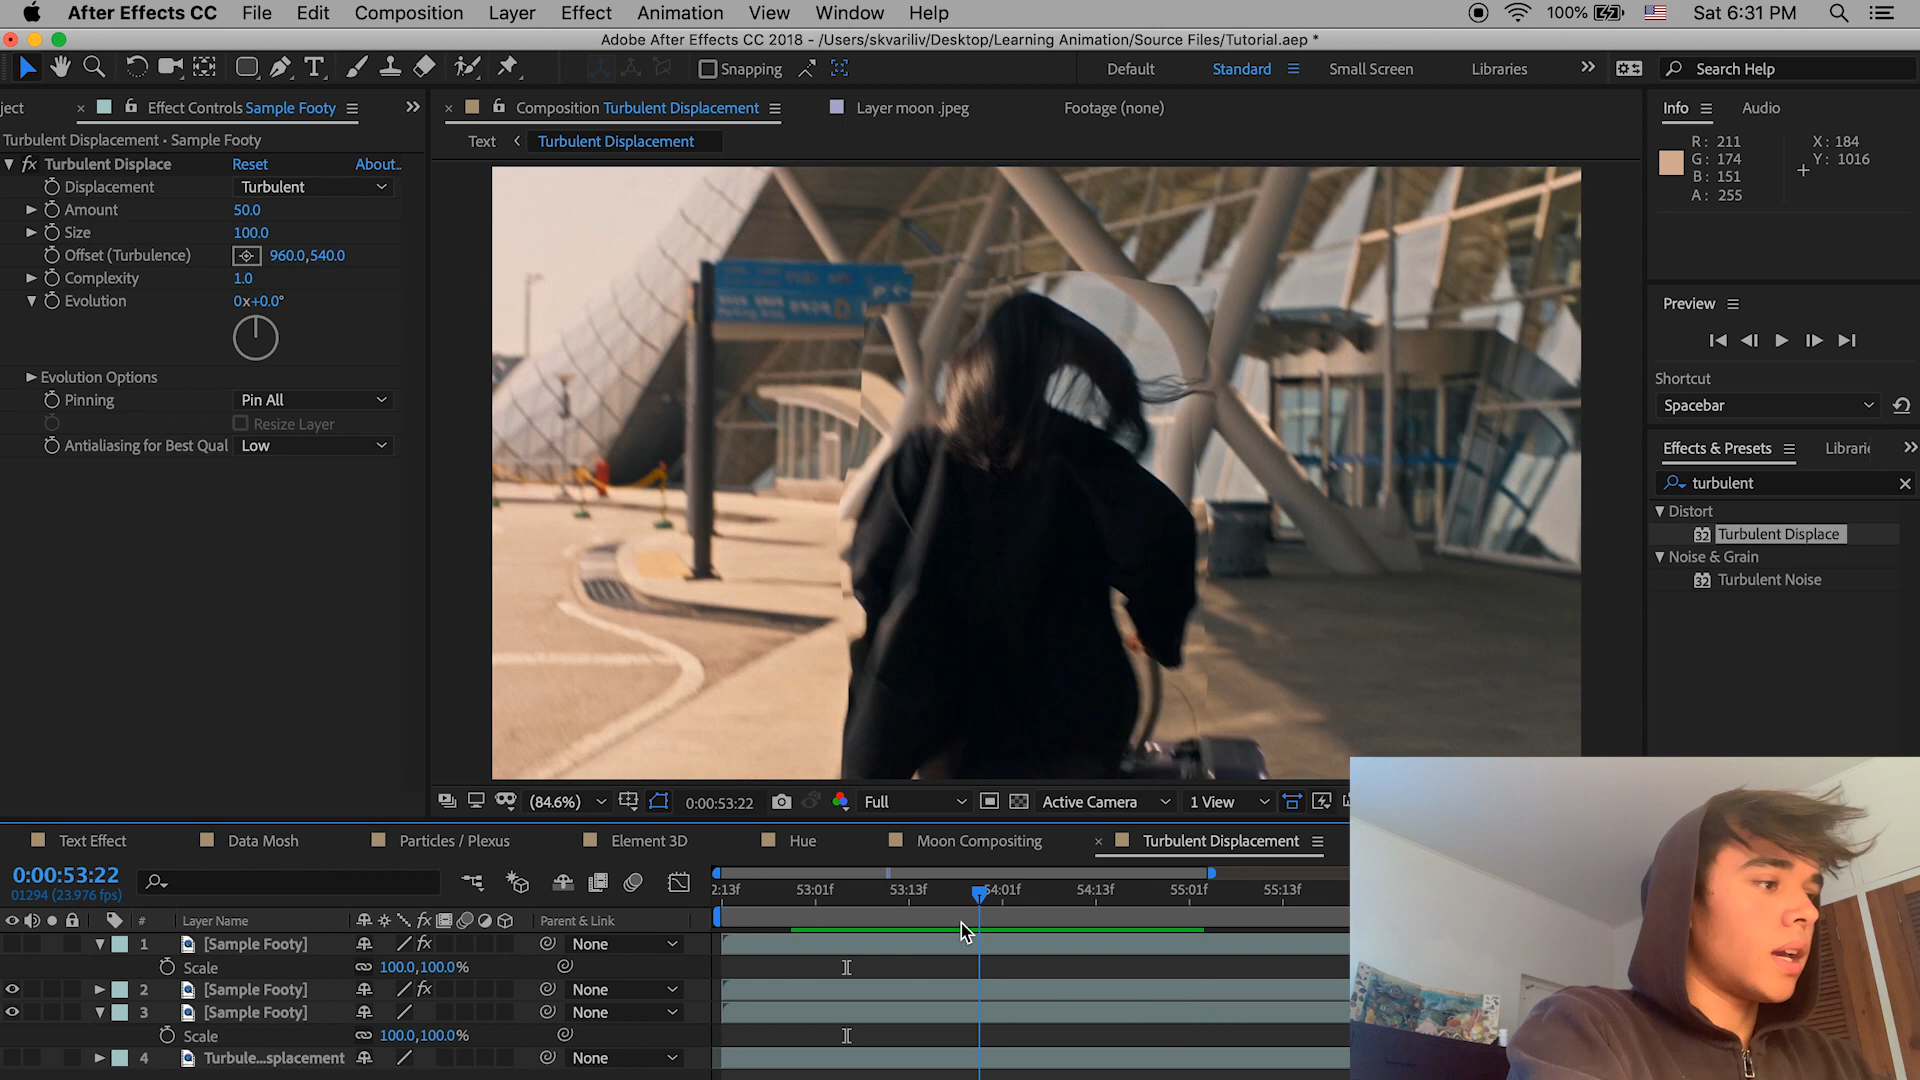 After Effects CC File Edit Composition Layer Effect Animation View Window Help 100% Sat 6:31 PM
Adobe After Effects CC 2018 - /Users/skvariliv/Desktop/Learning Animation/Source Files/Tutorial.aep *
Snapping Default Standard Small Screen Libraries Search Help
ject Effect Controls Sample Footy Composition Turbulent Displacement Layer moon .jpeg Footage (none) Info Audio
Turbulent Displacement • Sample Footy Text Turbulent Displacement
R: 211 X: 184
G: 174 Y: 1016
B: 151
A: 255
fx Turbulent Displace Reset About..
Displacement Turbulent
Amount 50.0
Size 100.0
Offset (Turbulence) 960.0,540.0
Complexity 1.0
Evolution 0x+0.0°
Evolution Options
Pinning Pin All
Resize Layer
Antialiasing for Best Qual Low
Preview
Shortcut
Spacebar
Effects & Presets Librari
turbulent
Distort
32 Turbulent Displace
Noise & Grain
32 Turbulent Noise
(84.6%) 0:00:53:22 Full Active Camera 1 View
Text Effect Data Mosh Particles / Plexus Element 3D Hue Moon Compositing Turbulent Displacement
0:00:53:22
01294 (23.976 fps)
2:13f 53:01f 53:13f 54:01f 54:13f 55:01f 55:13f
# Layer Name fx Parent & Link
1 [Sample Footy] fx None
Scale 100.0,100.0%
2 [Sample Footy] fx None
3 [Sample Footy] None
Scale 100.0,100.0%
4 Turbule...splacement None